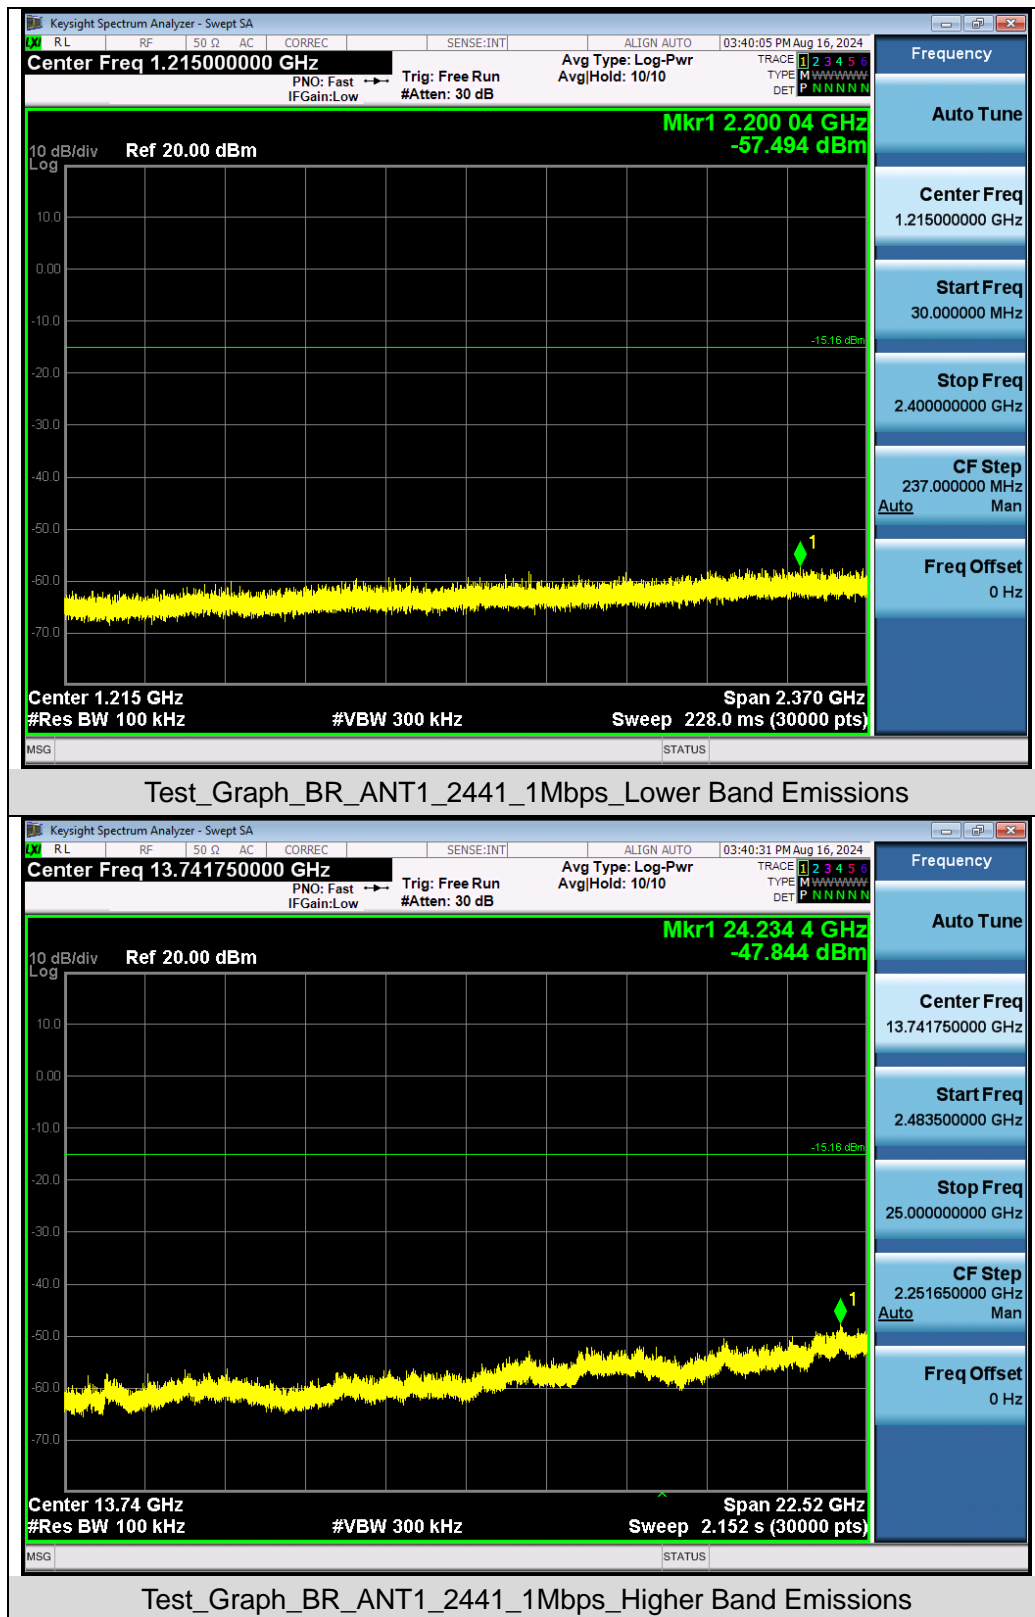 Keysight Spectrum Analyzer - Swept SA
LXI RL RF 50 Ω AC CORREC SENSE:INT ALIGN AUTO 03:40:05 PM Aug 16, 2024
Center Freq 1.215000000 GHz
PNO: Fast
IFGain:Low
Trig: Free Run
#Atten: 30 dB
Avg Type: Log-Pwr
Avg|Hold: 10/10
TRACE 1 2 3 4 5 6
TYPE M WWWWW
DET P N N N N N
Frequency
Auto Tune
Center Freq
1.215000000 GHz
Start Freq
30.000000 MHz
Stop Freq
2.400000000 GHz
CF Step
237.000000 MHz
Auto Man
Freq Offset
0 Hz
Mkr1 2.200 04 GHz
-57.494 dBm
10 dB/div Ref 20.00 dBm
Log
10.0
0.00
-10.0
-15.16 dBm
-20.0
-30.0
-40.0
-50.0
1
-60.0
-70.0
Center 1.215 GHz Span 2.370 GHz
#Res BW 100 kHz #VBW 300 kHz Sweep 228.0 ms (30000 pts)
MSG STATUS
Test_Graph_BR_ANT1_2441_1Mbps_Lower Band Emissions
Keysight Spectrum Analyzer - Swept SA
LXI RL RF 50 Ω AC CORREC SENSE:INT ALIGN AUTO 03:40:31 PM Aug 16, 2024
Center Freq 13.741750000 GHz
PNO: Fast
IFGain:Low
Trig: Free Run
#Atten: 30 dB
Avg Type: Log-Pwr
Avg|Hold: 10/10
TRACE 1 2 3 4 5 6
TYPE M WWWWW
DET P N N N N N
Frequency
Auto Tune
Center Freq
13.741750000 GHz
Start Freq
2.483500000 GHz
Stop Freq
25.000000000 GHz
CF Step
2.251650000 GHz
Auto Man
Freq Offset
0 Hz
Mkr1 24.234 4 GHz
-47.844 dBm
10 dB/div Ref 20.00 dBm
Log
10.0
0.00
-10.0
-15.16 dBm
-20.0
-30.0
-40.0
1
-50.0
-60.0
-70.0
Center 13.74 GHz Span 22.52 GHz
#Res BW 100 kHz #VBW 300 kHz Sweep 2.152 s (30000 pts)
MSG STATUS
Test_Graph_BR_ANT1_2441_1Mbps_Higher Band Emissions